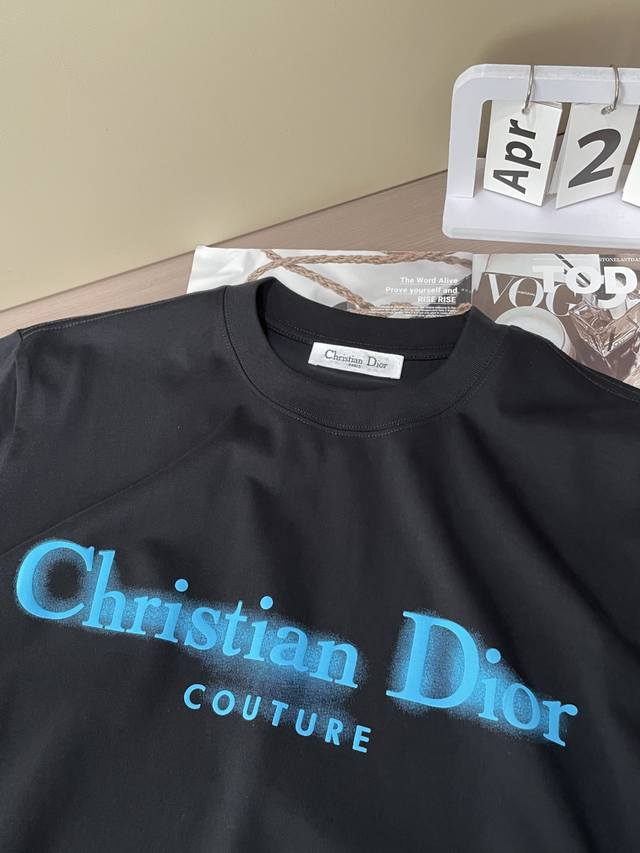 Apr 2
The Word Alive
Prove yourself and
RISE RISE
VOG
TOD
Christian Dior
PARIS
Christian Dior
COUTURE